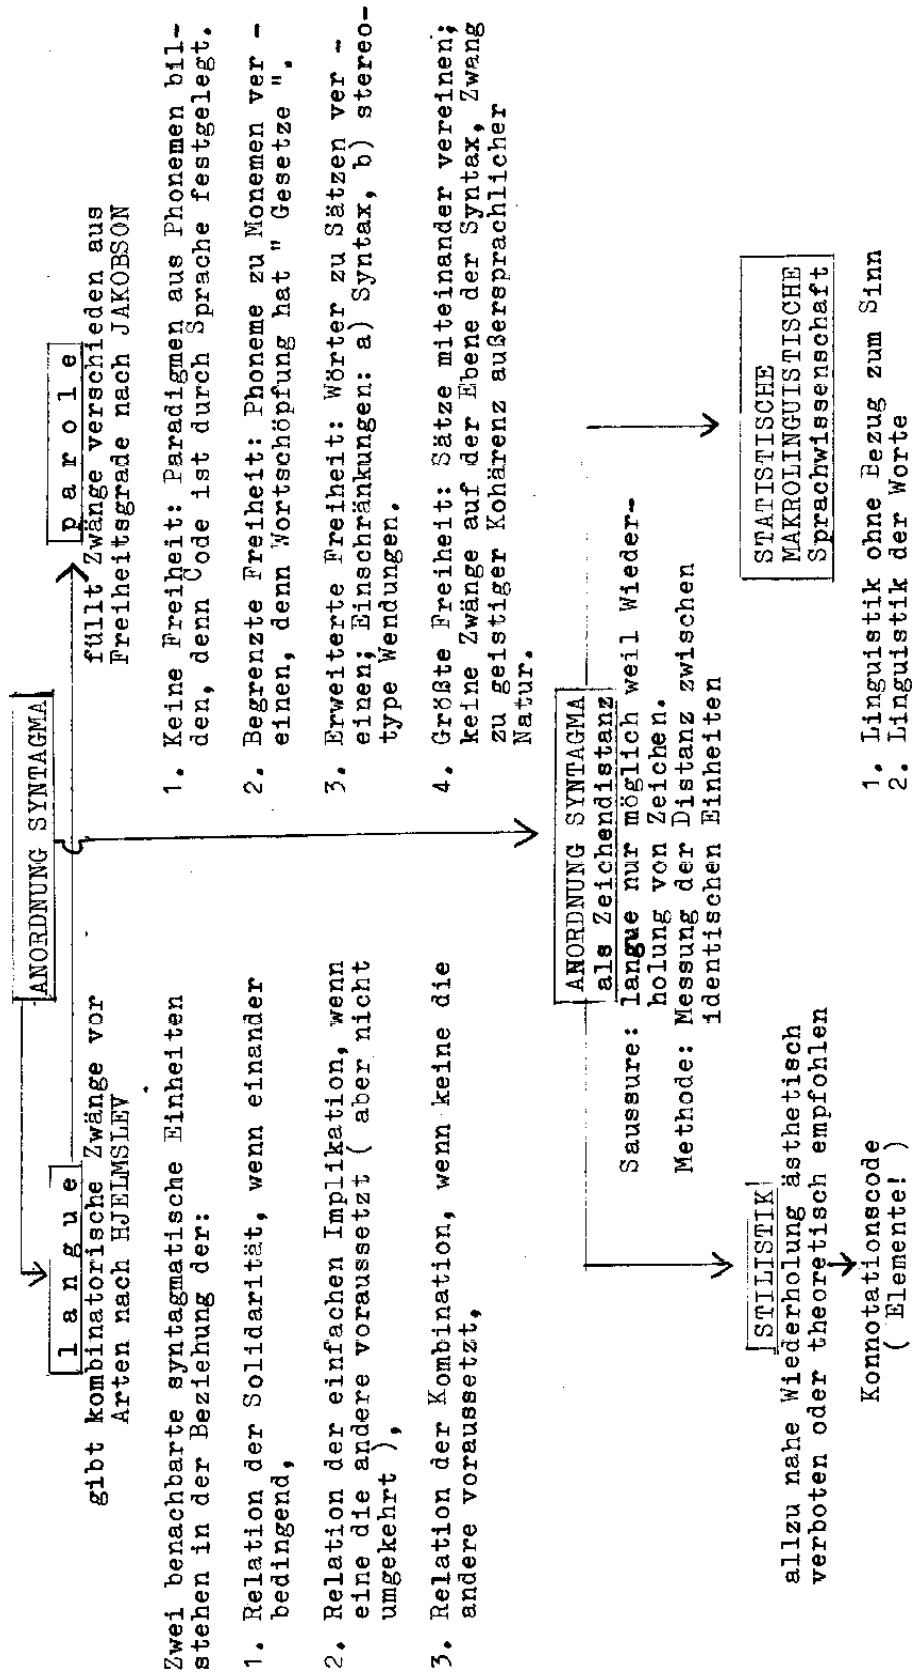 ANORDNUNG SYNTAGMA
l a n g u e
gibt kombinatorische Zwänge vor
Arten nach HJELMSLEV
Zwei benachbarte syntagmatische Einheiten
stehen in der Beziehung der:
1. Relation der Solidarität, wenn einander
bedingend,
2. Relation der einfachen Implikation, wenn
eine die andere voraussetzt ( aber nicht
umgekehrt ),
3. Relation der Kombination, wenn keine die
andere voraussetzt,
p a r o l e
füllt Zwänge verschieden aus
Freiheitsgrade nach JAKOBSON
1. Keine Freiheit: Paradigmen aus Phonemen bil-
den, denn Code ist durch Sprache festgelegt,
2. Begrenzte Freiheit: Phoneme zu Monemen ver -
einen, denn Wortschöpfung hat " Gesetze ",
3. Erweiterte Freiheit: Wörter zu Sätzen ver -
einen; Einschränkungen: a) Syntax, b) stereo-
type Wendungen.
4. Größte Freiheit: Sätze miteinander vereinen;
keine Zwänge auf der Ebene der Syntax, Zwang
zu geistiger Kohärenz außersprachlicher
Natur.
ANORDNUNG SYNTAGMA
als Zeichendistanz
Saussure: langue nur möglich weil Wieder-
holung von Zeichen.
Methode: Messung der Distanz zwischen
identischen Einheiten
STILISTIK
allzu nahe Wiederholung ästhetisch
verboten oder theoretisch empfohlen
Konnotationscode
( Elemente! )
STATISTISCHE
MAKROLINGUISTISCHE
Sprachwissenschaft
1. Linguistik ohne Bezug zum Sinn
2. Linguistik der Worte